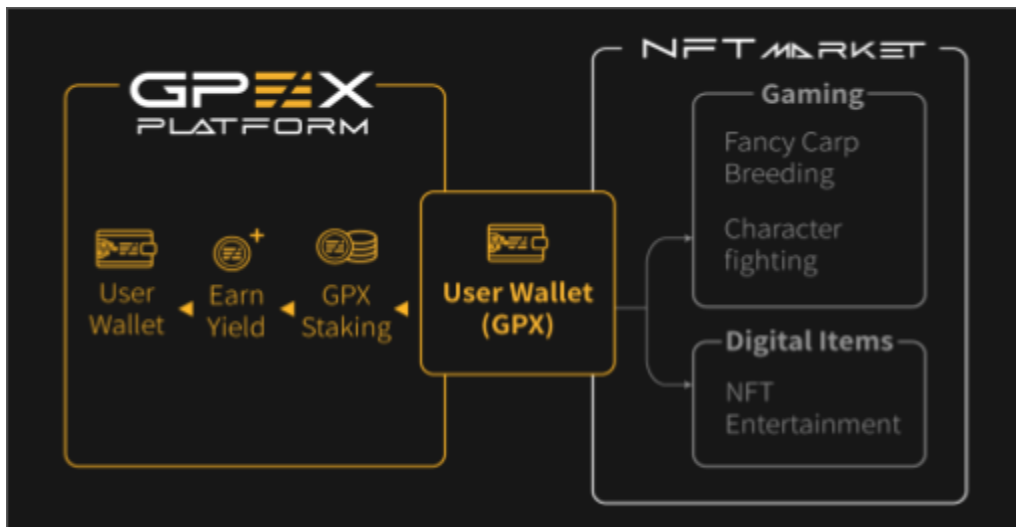 GPEX
PLATFORM
User
Wallet
Earn
Yield
GPX
Staking
User Wallet
(GPX)
NFT MARKET
Gaming
Fancy Carp
Breeding
Character
fighting
Digital Items
NFT
Entertainment